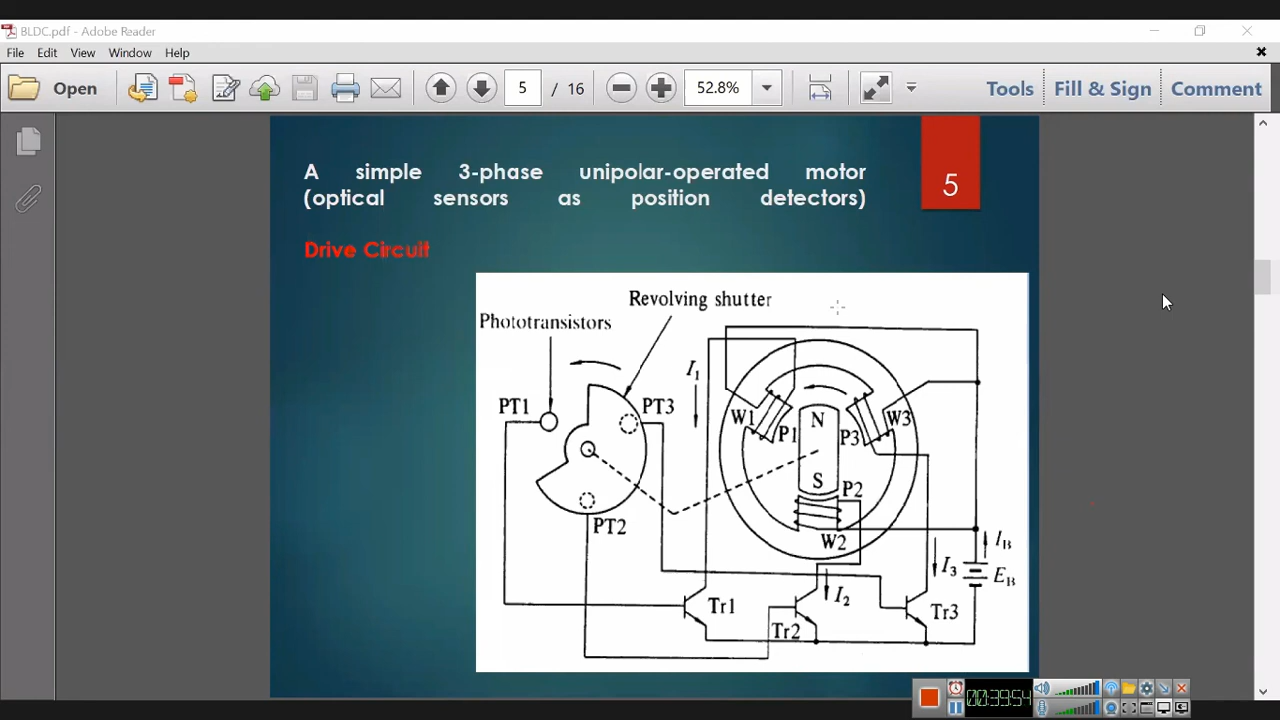 BLDC.pdf - Adobe Reader
File Edit View Window Help
Open 5 / 16 52.8% Tools Fill & Sign Comment
A simple 3-phase unipolar-operated motor
(optical sensors as position detectors)
5
Drive Circuit
Revolving shutter
Phototransistors
I1
PT1
PT3
W1
P1
N
P3
W3
S
P2
PT2
W2
IB
I3
EB
I2
Tr1
Tr2
Tr3
00:39:54